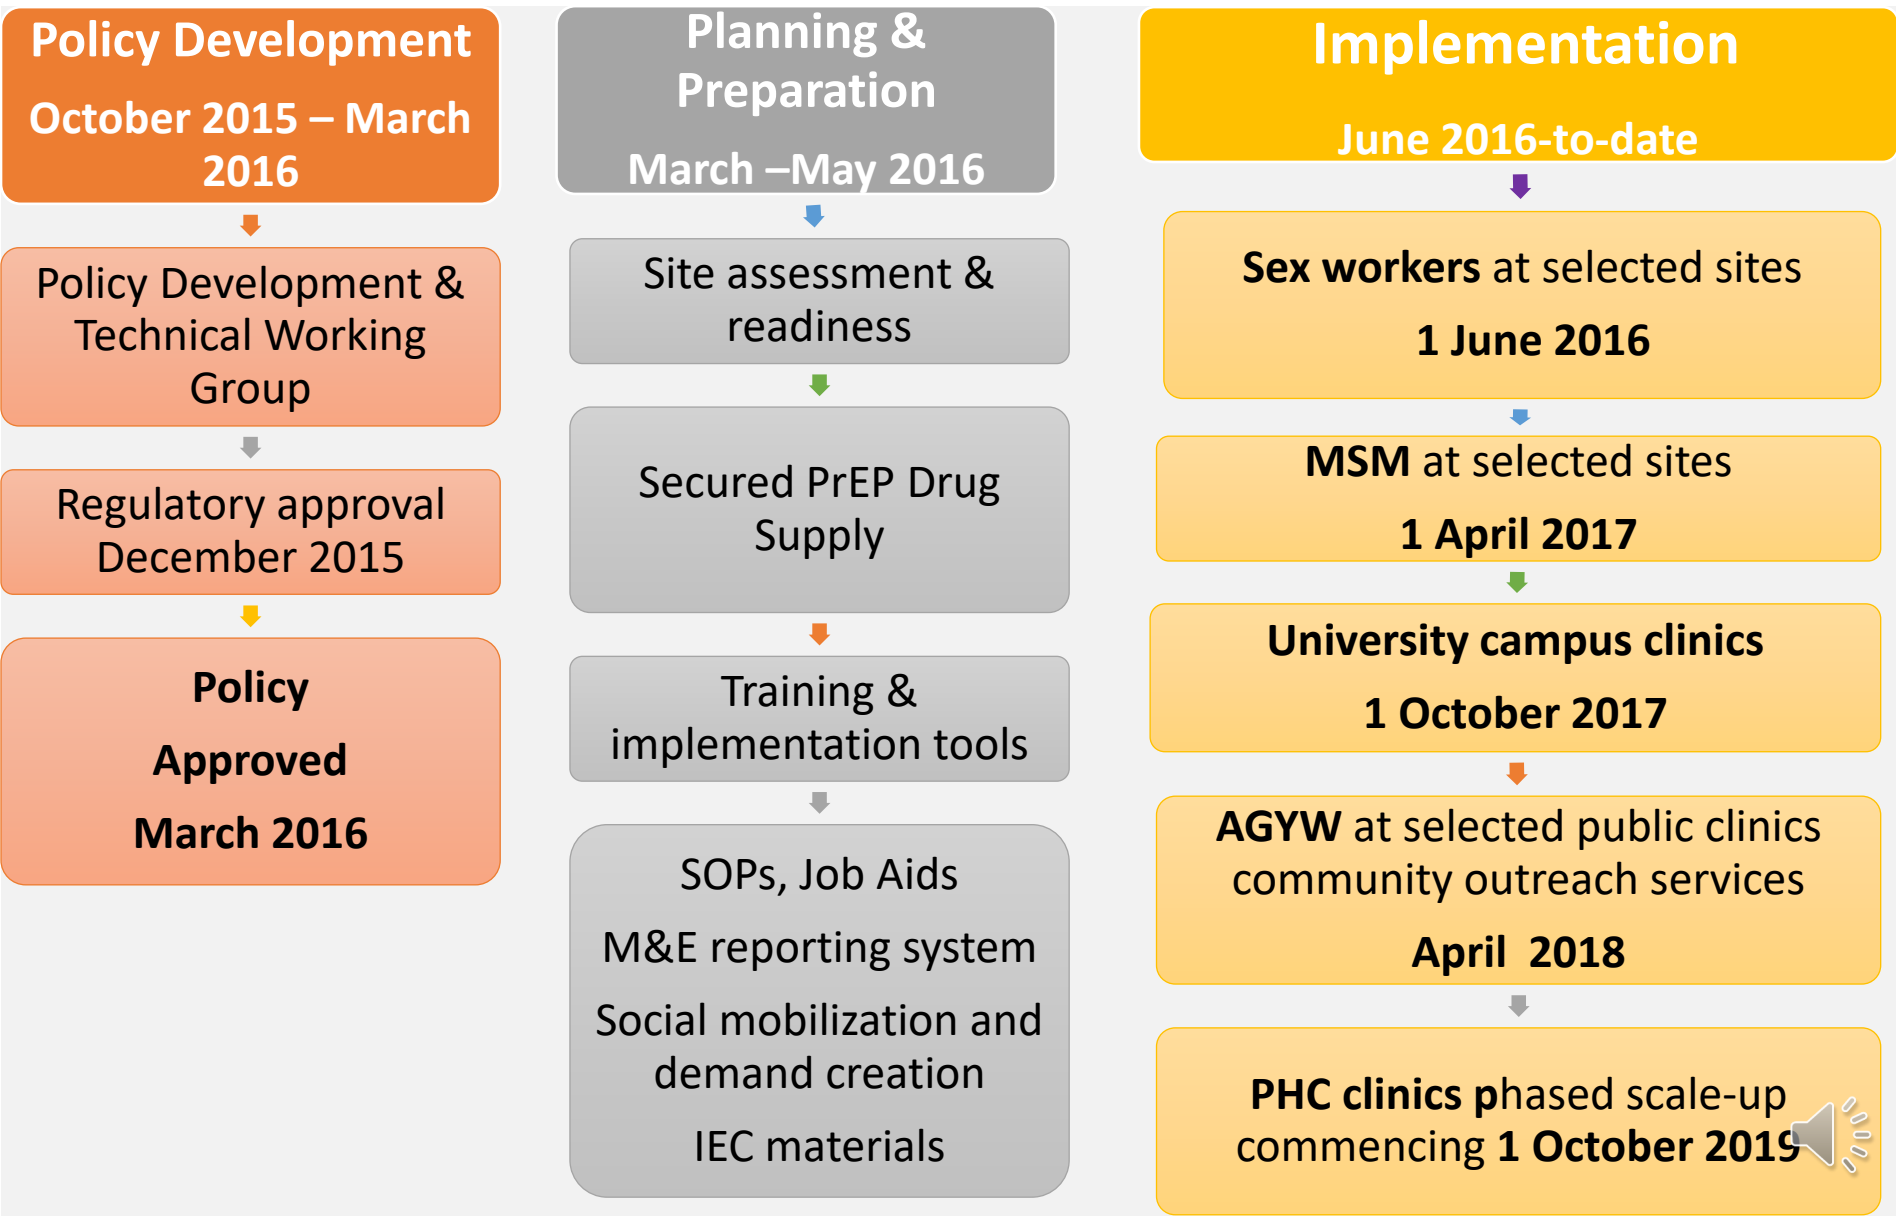 Policy Development
October 2015 – March
2016
Policy Development &
Technical Working
Group
Regulatory approval
December 2015
Policy
Approved
March 2016
Planning &
Preparation
March –May 2016
Site assessment &
readiness
Secured PrEP Drug
Supply
Training &
implementation tools
SOPs, Job Aids
M&E reporting system
Social mobilization and
demand creation
IEC materials
Implementation
June 2016-to-date
Sex workers at selected sites
1 June 2016
MSM at selected sites
1 April 2017
University campus clinics
1 October 2017
AGYW at selected public clinics
community outreach services
April 2018
PHC clinics phased scale-up
commencing 1 October 2019